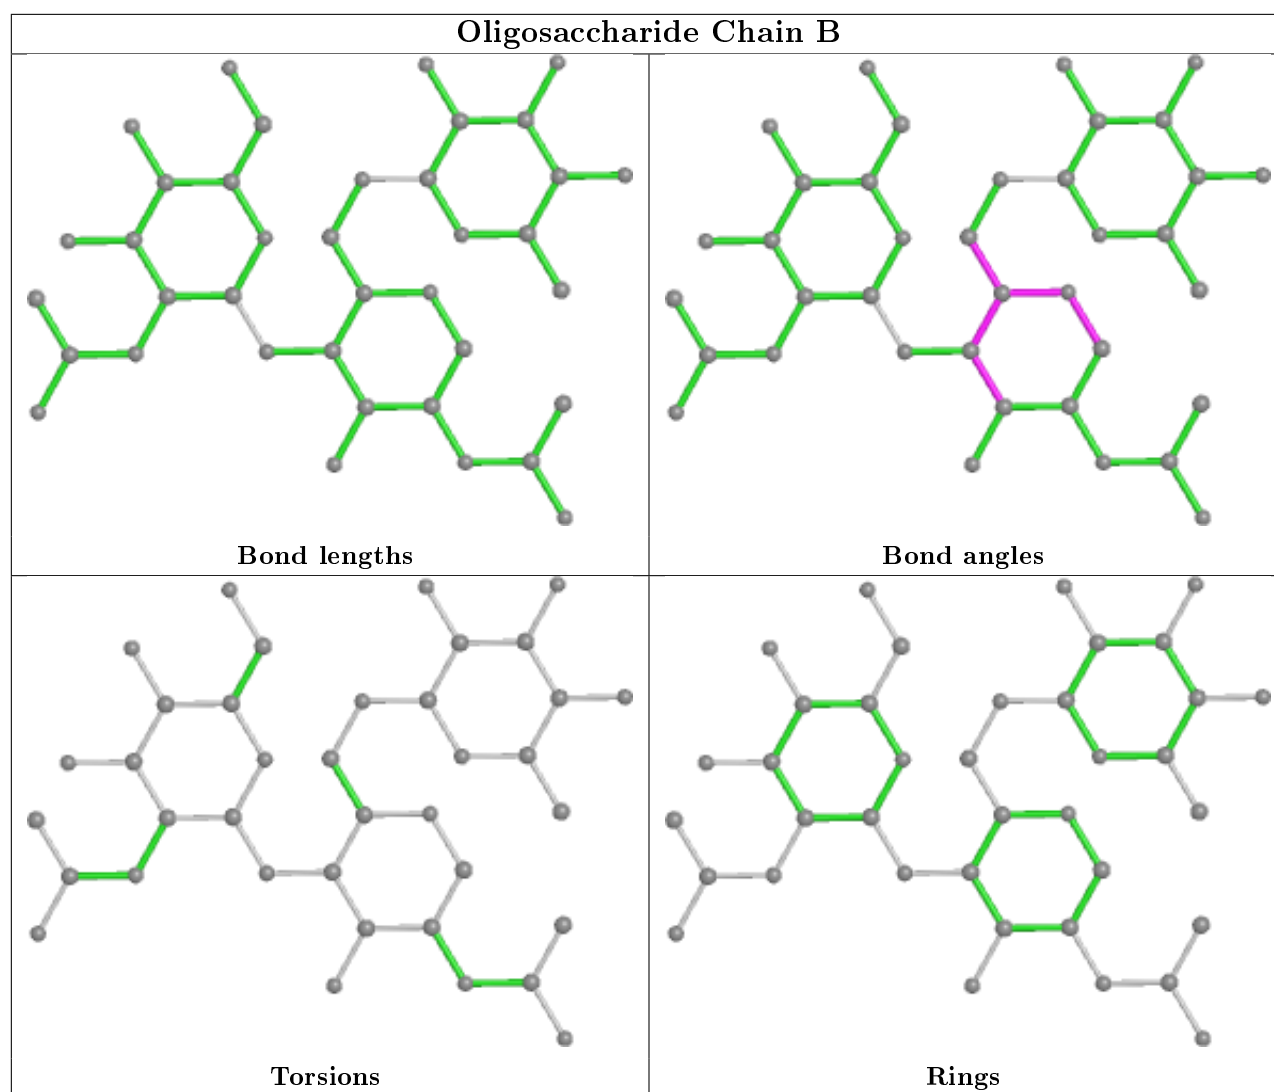 Oligosaccharide Chain B
Bond lengths
Bond angles
Torsions
Rings